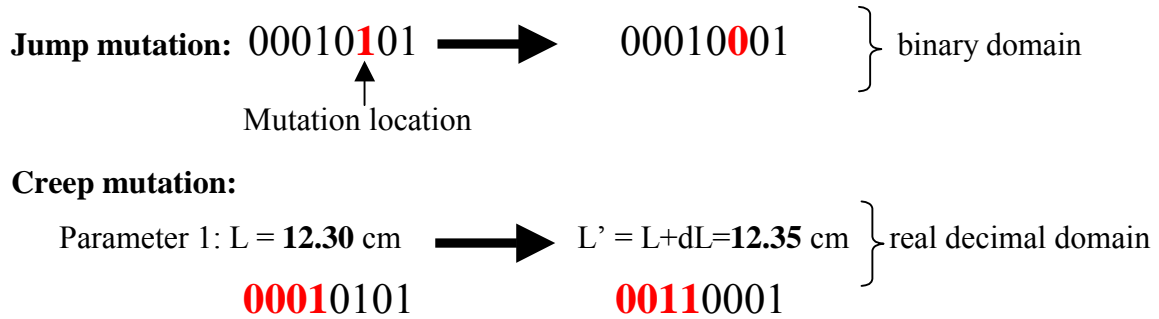 Jump mutation: 00010101 00010001 binary domain
Mutation location
Creep mutation:
Parameter 1: L = 12.30 cm L’ = L+dL=12.35 cm real decimal domain
00010101 00110001